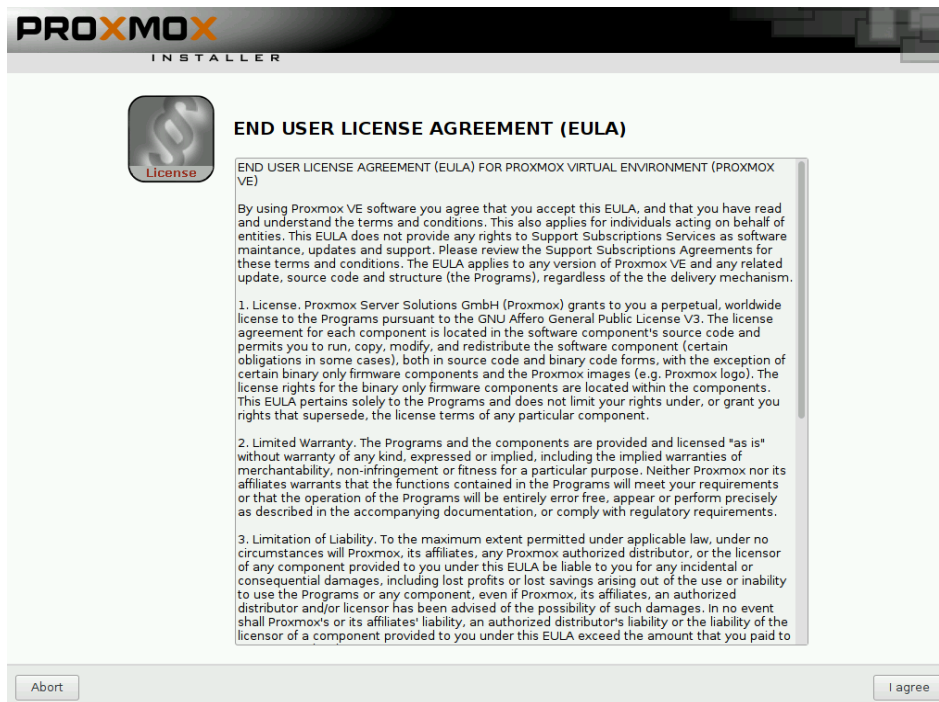 PROXMOX
INSTALLER
License
END USER LICENSE AGREEMENT (EULA)
END USER LICENSE AGREEMENT (EULA) FOR PROXMOX VIRTUAL ENVIRONMENT (PROXMOX
VE)
By using Proxmox VE software you agree that you accept this EULA, and that you have read
and understand the terms and conditions. This also applies for individuals acting on behalf of
entities. This EULA does not provide any rights to Support Subscriptions Services as software
maintance, updates and support. Please review the Support Subscriptions Agreements for
these terms and conditions. The EULA applies to any version of Proxmox VE and any related
update, source code and structure (the Programs), regardless of the the delivery mechanism.
1. License. Proxmox Server Solutions GmbH (Proxmox) grants to you a perpetual, worldwide
license to the Programs pursuant to the GNU Affero General Public License V3. The license
agreement for each component is located in the software component's source code and
permits you to run, copy, modify, and redistribute the software component (certain
obligations in some cases), both in source code and binary code forms, with the exception of
certain binary only firmware components and the Proxmox images (e.g. Proxmox logo). The
license rights for the binary only firmware components are located within the components.
This EULA pertains solely to the Programs and does not limit your rights under, or grant you
rights that supersede, the license terms of any particular component.
2. Limited Warranty. The Programs and the components are provided and licensed "as is"
without warranty of any kind, expressed or implied, including the implied warranties of
merchantability, non-infringement or fitness for a particular purpose. Neither Proxmox nor its
affiliates warrants that the functions contained in the Programs will meet your requirements
or that the operation of the Programs will be entirely error free, appear or perform precisely
as described in the accompanying documentation, or comply with regulatory requirements.
3. Limitation of Liability. To the maximum extent permitted under applicable law, under no
circumstances will Proxmox, its affiliates, any Proxmox authorized distributor, or the licensor
of any component provided to you under this EULA be liable to you for any incidental or
consequential damages, including lost profits or lost savings arising out of the use or inability
to use the Programs or any component, even if Proxmox, its affiliates, an authorized
distributor and/or licensor has been advised of the possibility of such damages. In no event
shall Proxmox's or its affiliates' liability, an authorized distributor's liability or the liability of the
licensor of a component provided to you under this EULA exceed the amount that you paid to
Abort
I agree